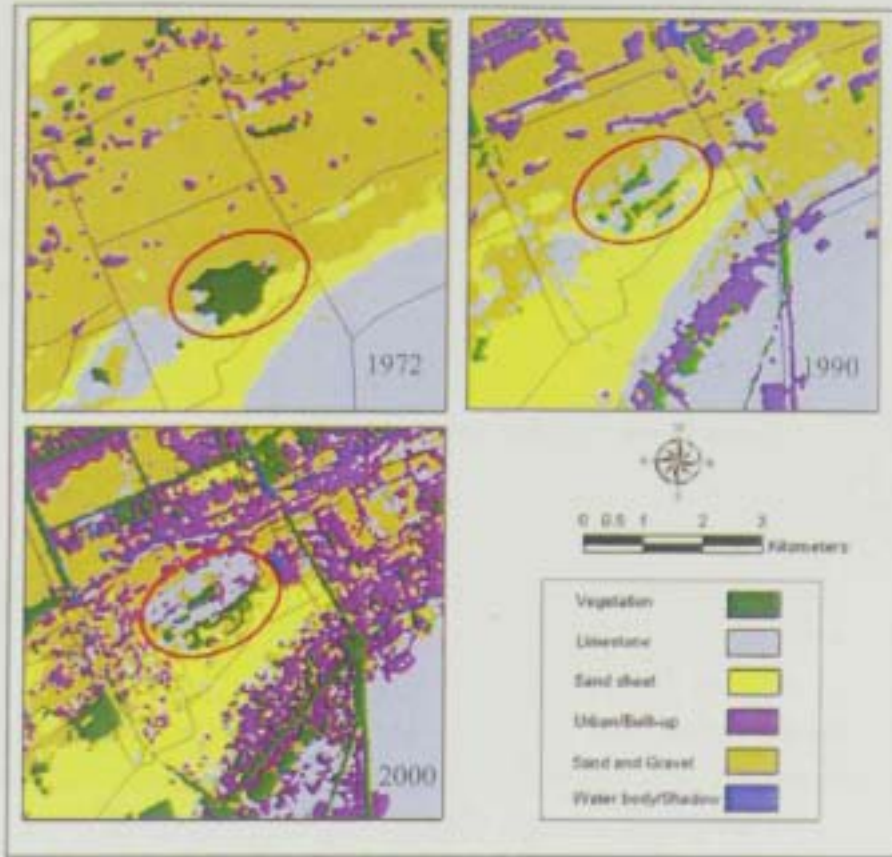 1972
1990
2000
N
S
0 0.5 1 2 3
Kilometers
Vegetation
Limestone
Sand sheet
Urban/Built-up
Sand and Gravel
Water body/Shadow